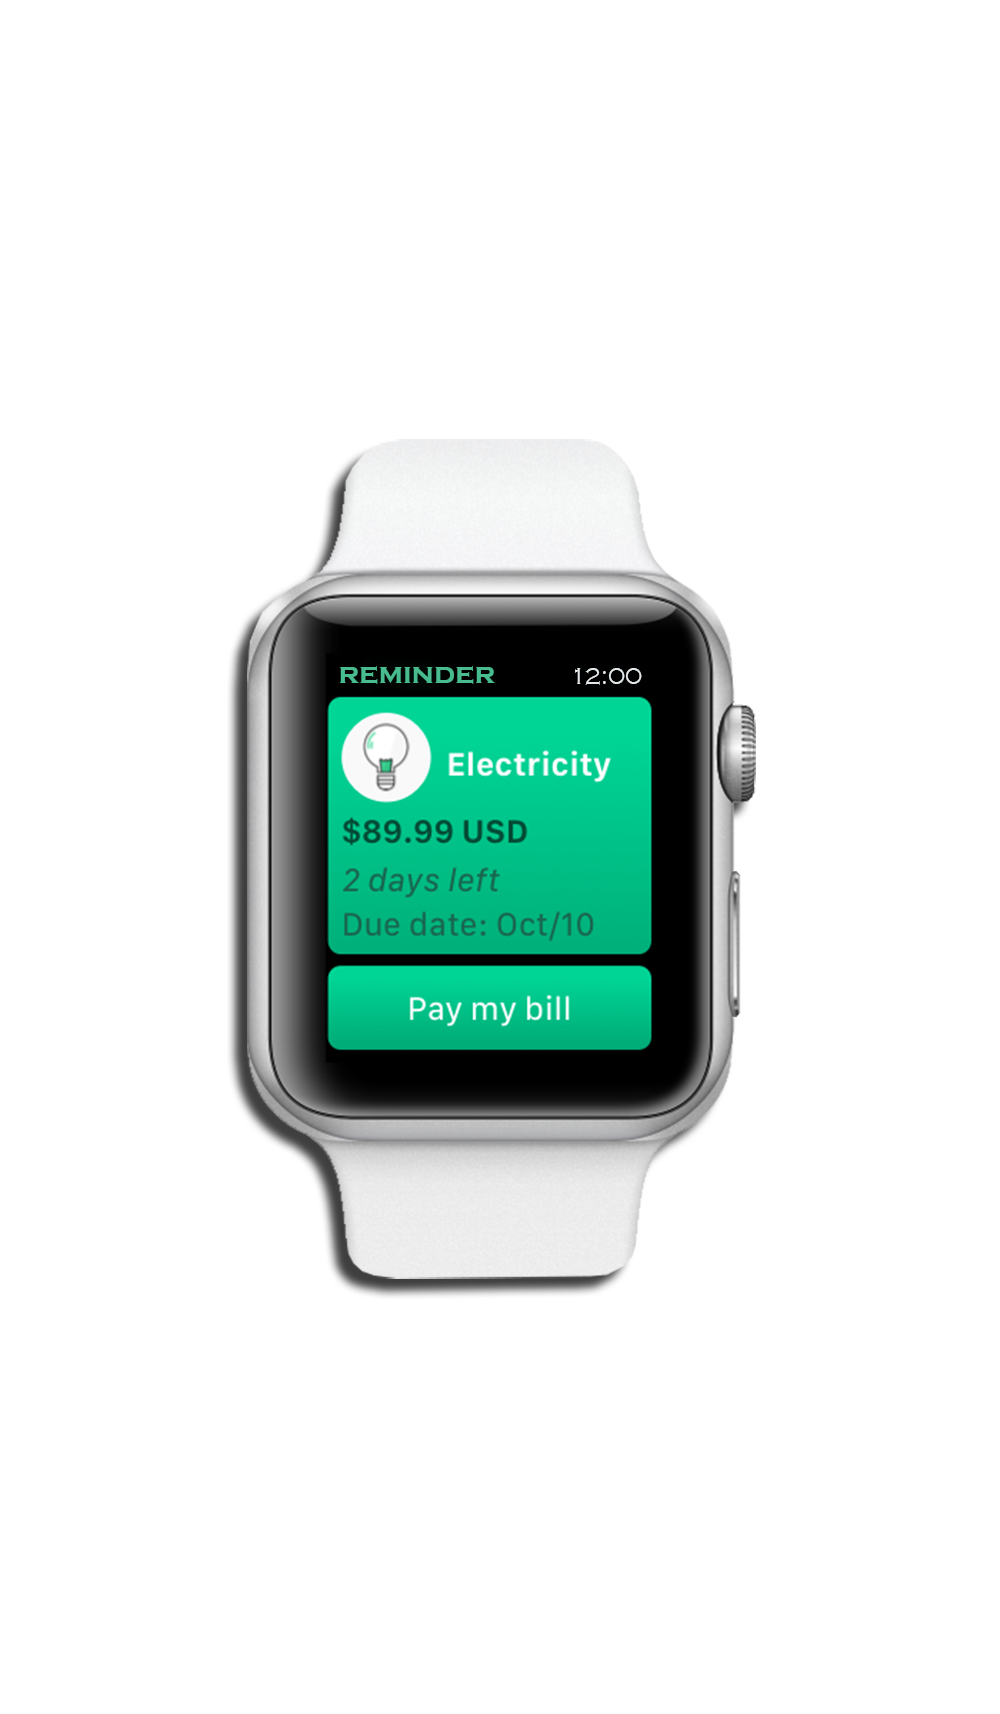 REMINDER 12:00
Electricity
$89.99 USD
2 days left
Due date: Oct/10
Pay my bill